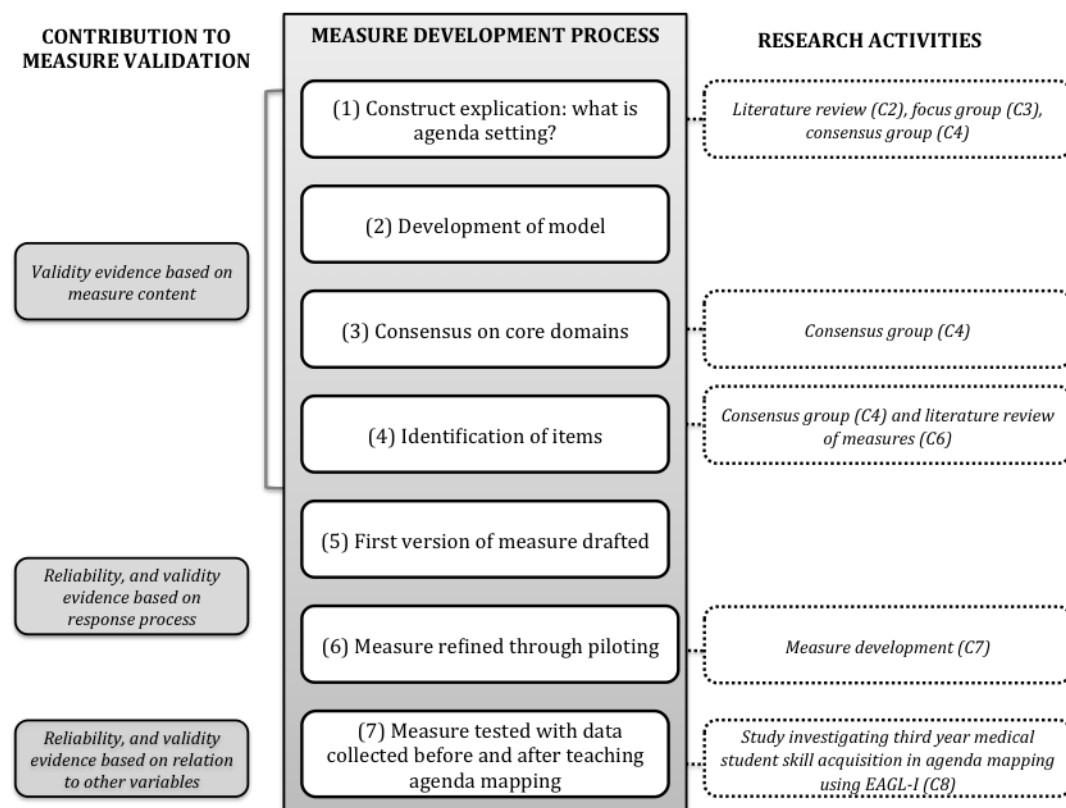 CONTRIBUTION TO
MEASURE VALIDATION
MEASURE DEVELOPMENT PROCESS
RESEARCH ACTIVITIES
(1) Construct explication: what is
agenda setting?
Literature review (C2), focus group (C3),
consensus group (C4)
(2) Development of model
Validity evidence based on
measure content
(3) Consensus on core domains
Consensus group (C4)
(4) Identification of items
Consensus group (C4) and literature review
of measures (C6)
(5) First version of measure drafted
Reliability, and validity
evidence based on
response process
(6) Measure refined through piloting
Measure development (C7)
Reliability, and validity
evidence based on relation
to other variables
(7) Measure tested with data
collected before and after teaching
agenda mapping
Study investigating third year medical
student skill acquisition in agenda mapping
using EAGL-I (C8)